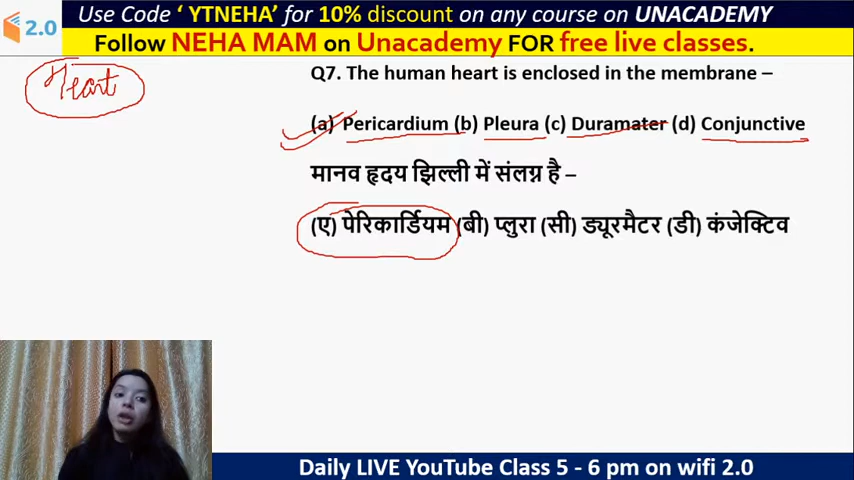 2.0
Use Code ‘ YTNEHA’ for 10% discount on any course on UNACADEMY
Follow NEHA MAM on Unacademy FOR free live classes.
Heart
Q7. The human heart is enclosed in the membrane –
(a) Pericardium (b) Pleura (c) Duramater (d) Conjunctive
मानव हृदय झिल्ली में संलग्न है –
(ए) पेरिकार्डियम (बी) प्लुरा (सी) ड्यूरमैटर (डी) कंजेक्टिव
Daily LIVE YouTube Class 5 - 6 pm on wifi 2.0